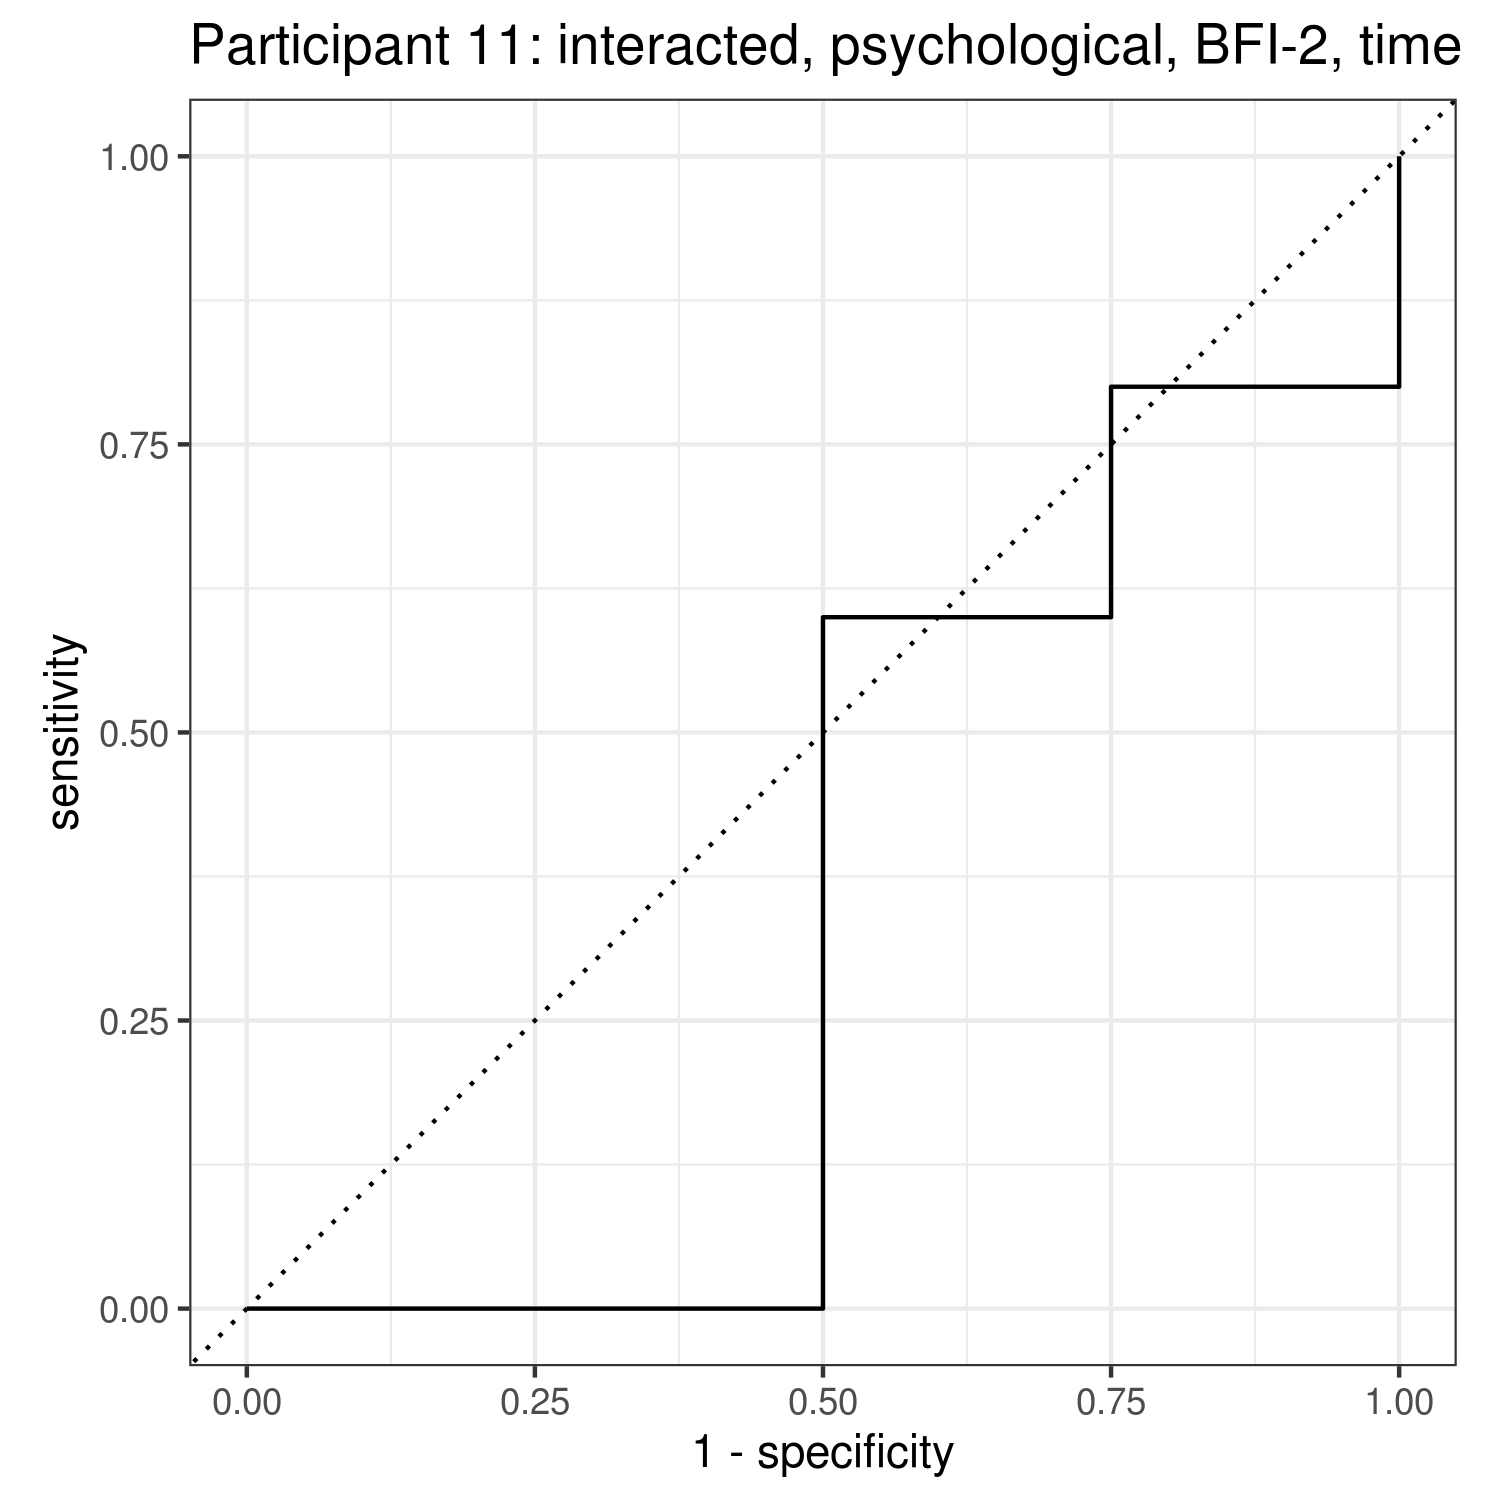 Participant 11: interacted, psychological, BFI-2, time
1.00
0.75
0.50
0.25
0.00
sensitivity
0.00 0.25 0.50 0.75 1.00
1 - specificity